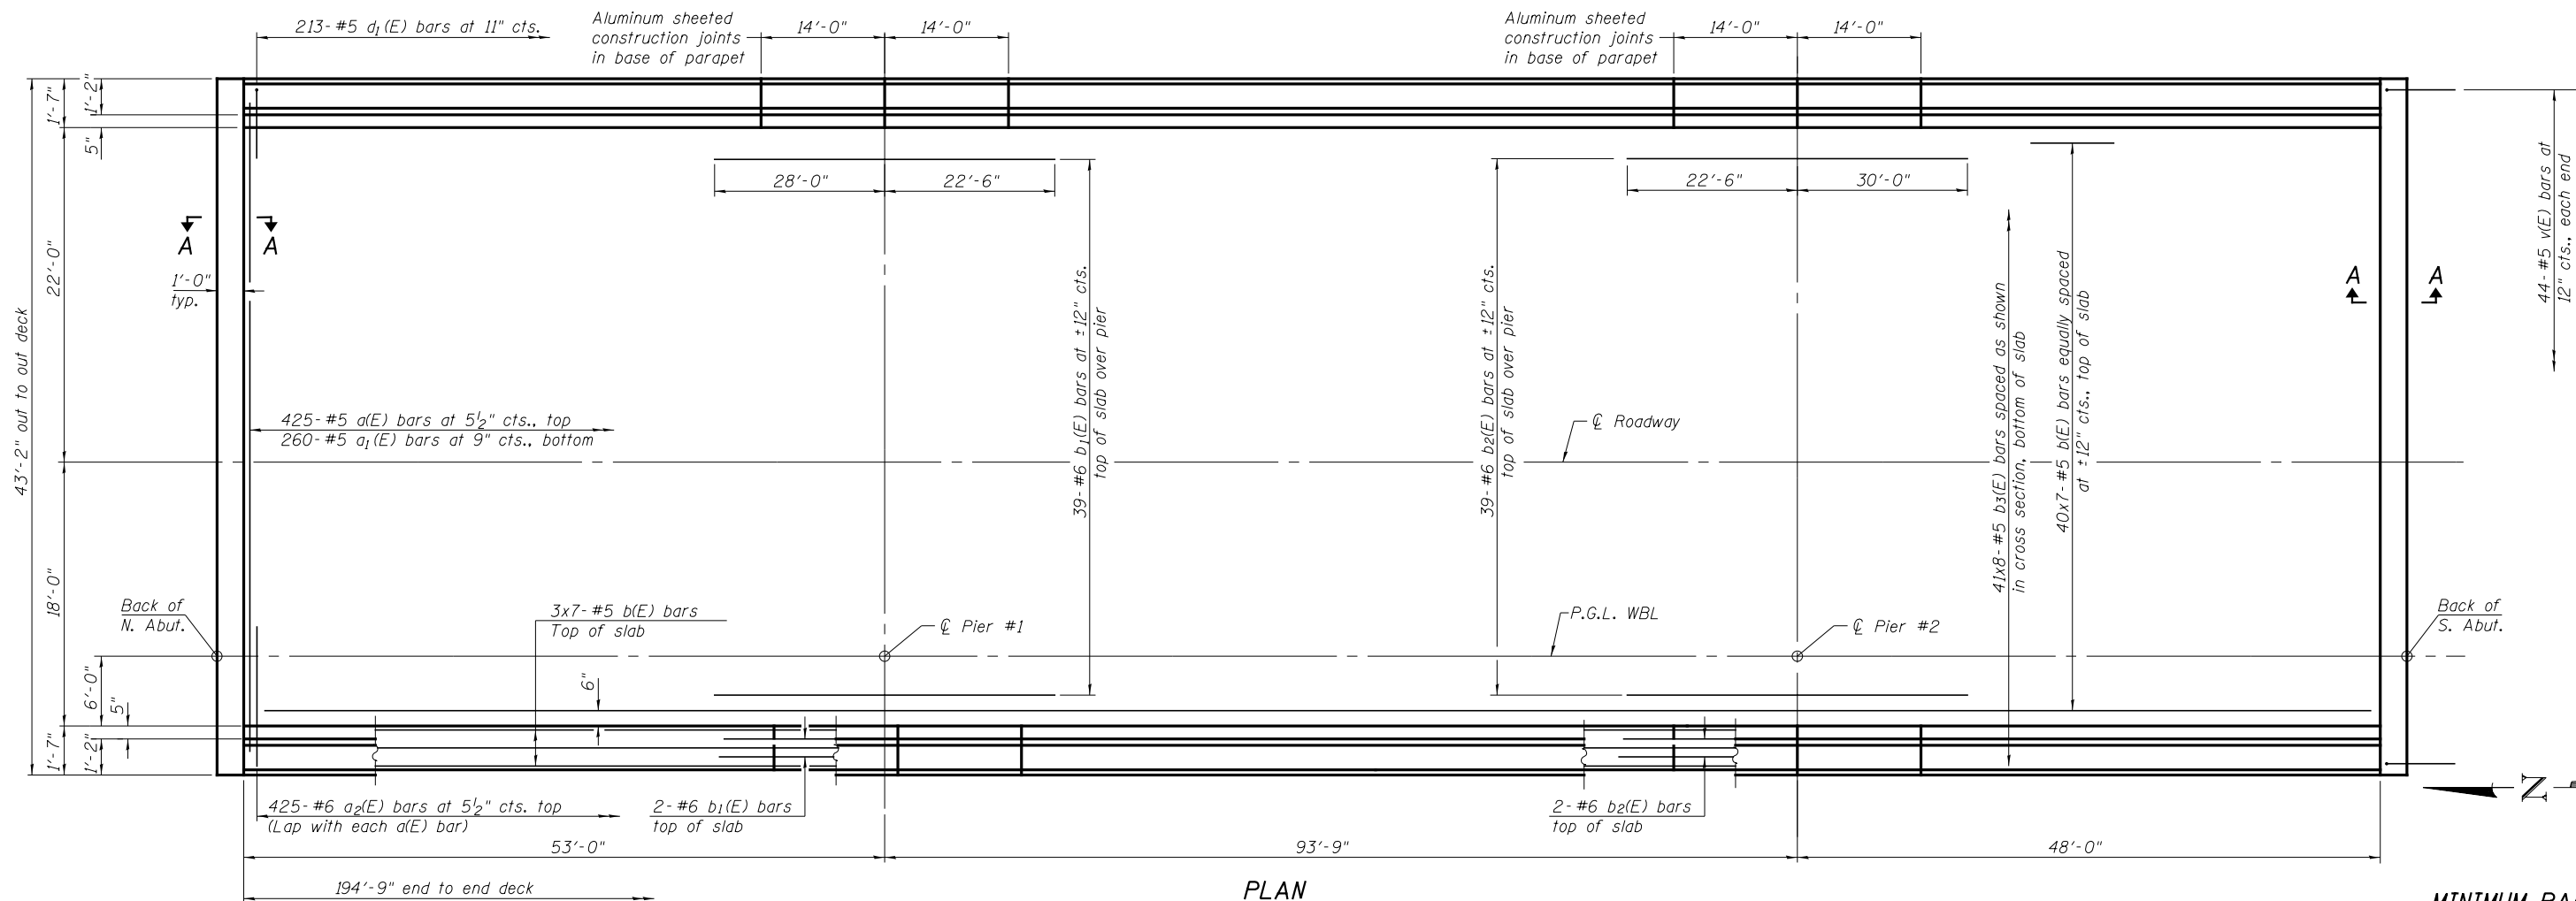 213-#5 d1(E) bars at 11" cts.
Aluminum sheeted
construction joints
in base of parapet
14'-0"
14'-0"
Aluminum sheeted
construction joints
in base of parapet
14'-0"
14'-0"
1'-7"
1'-2"
5"
43'-2" out to out deck
22'-0"
18'-0"
A
A
1'-0"
typ.
28'-0"
22'-6"
22'-6"
30'-0"
39-#6 b1(E) bars at ±12" cts.
top of slab over pier
39-#6 b2(E) bars at ±12" cts.
top of slab over pier
41x8-#5 b3(E) bars spaced as shown
in cross section, bottom of slab
40x7-#5 b(E) bars equally spaced
at ±12" cts., top of slab
A
A
44-#5 v(E) bars at
12" cts., each end
425-#5 a(E) bars at 5½" cts., top
260-#5 a1(E) bars at 9" cts., bottom
℄ Roadway
Back of
N. Abut.
3x7-#5 b(E) bars
Top of slab
℄ Pier #1
P.G.L. WBL
℄ Pier #2
Back of
S. Abut.
6'-0"
5"
6"
1'-7"
1'-2"
N
425-#6 a2(E) bars at 5½" cts. top
(Lap with each a(E) bar)
2-#6 b1(E) bars
top of slab
2-#6 b2(E) bars
top of slab
53'-0"
93'-9"
48'-0"
194'-9" end to end deck
PLAN